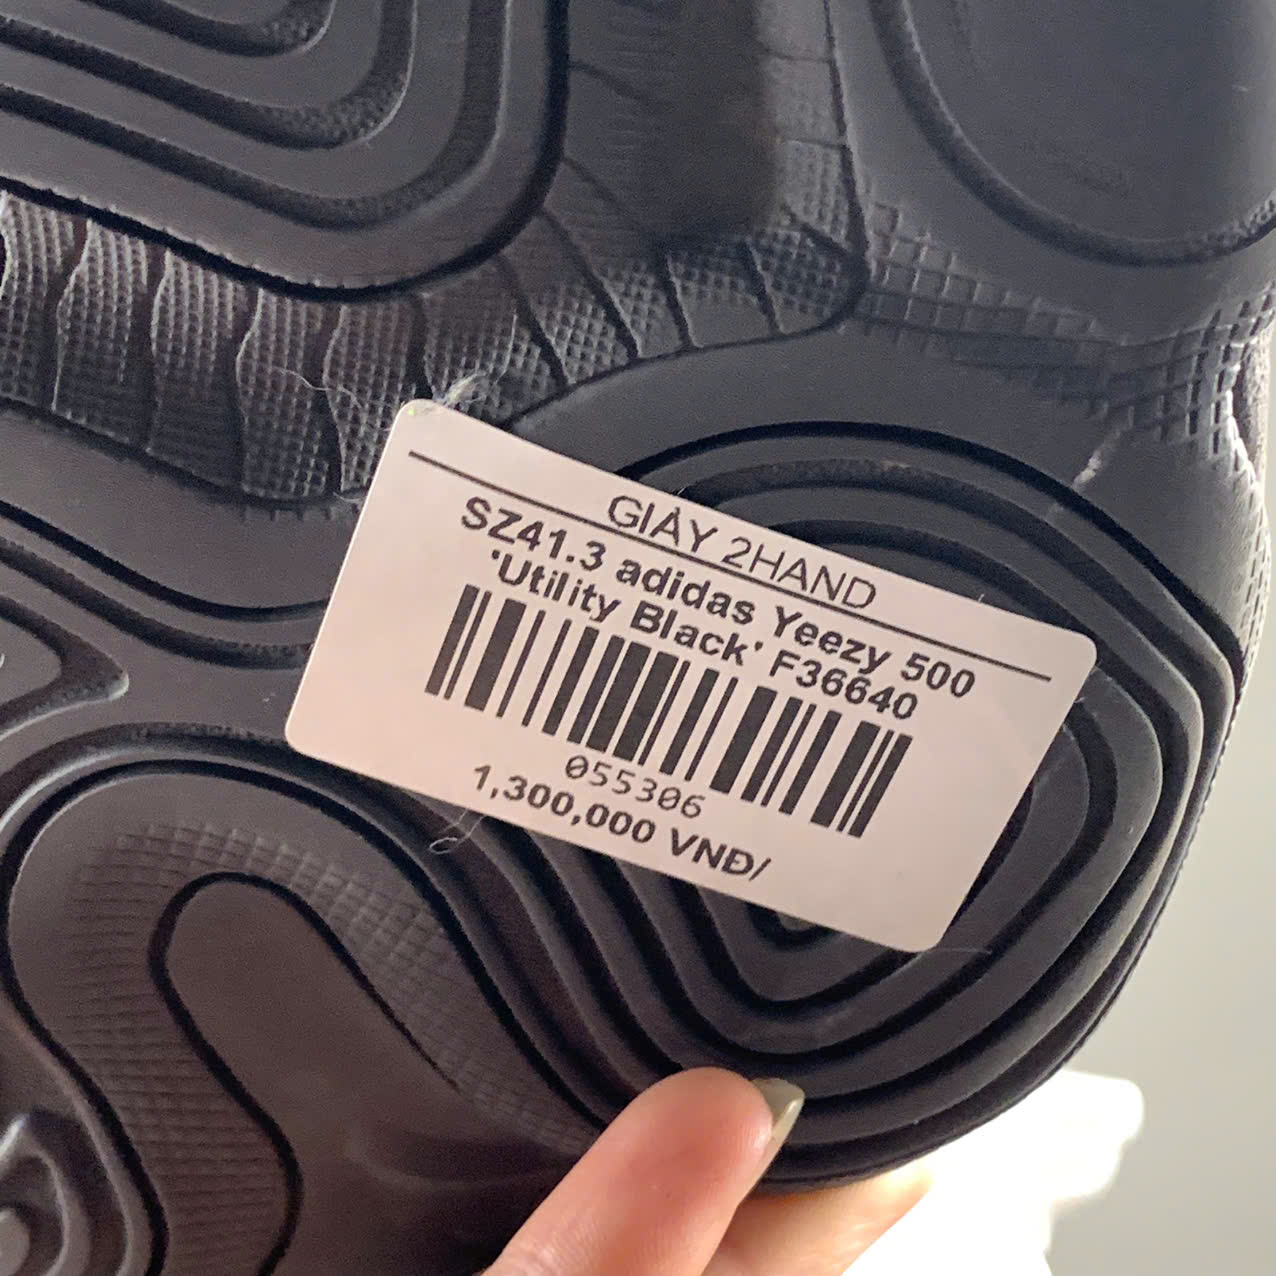 GIÀY 2HAND
SZ41.3 adidas Yeezy 500
'Utility Black' F36640
055306
1,300,000 VNĐ/